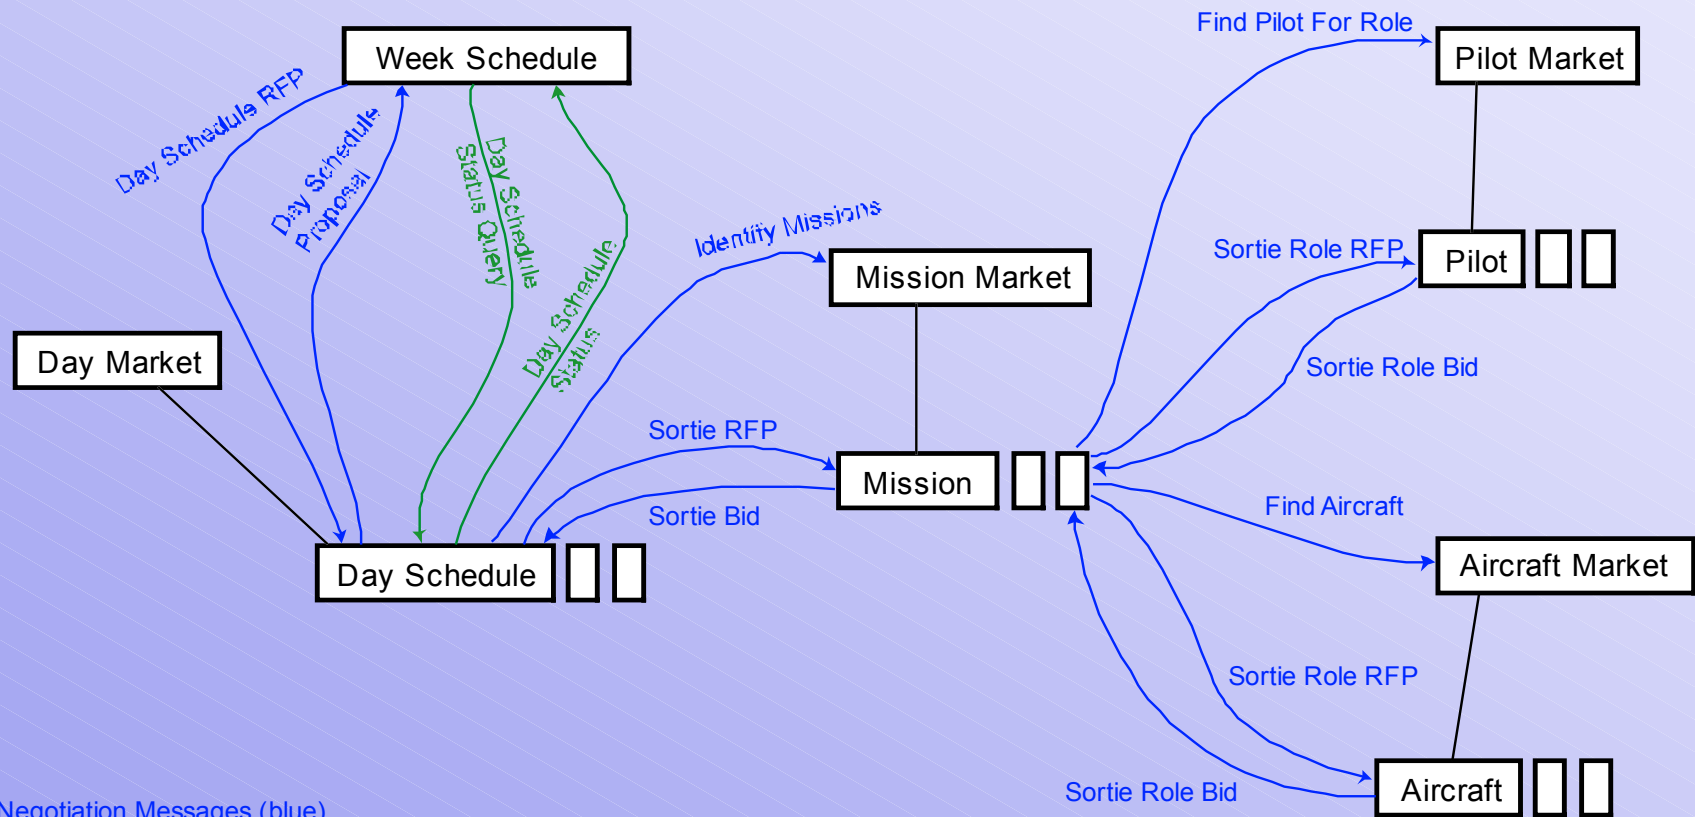 Find Pilot For Role
Week Schedule
Pilot Market
Day Schedule RFP
Day Schedule
Proposal
Day Schedule
Status Query
Day Schedule
Status
Identify Missions
Mission Market
Sortie Role RFP
Pilot
Day Market
Sortie Role Bid
Sortie RFP
Mission
Sortie Bid
Find Aircraft
Day Schedule
Aircraft Market
Sortie Role RFP
Sortie Role Bid
Aircraft
Negotiation Messages (blue)